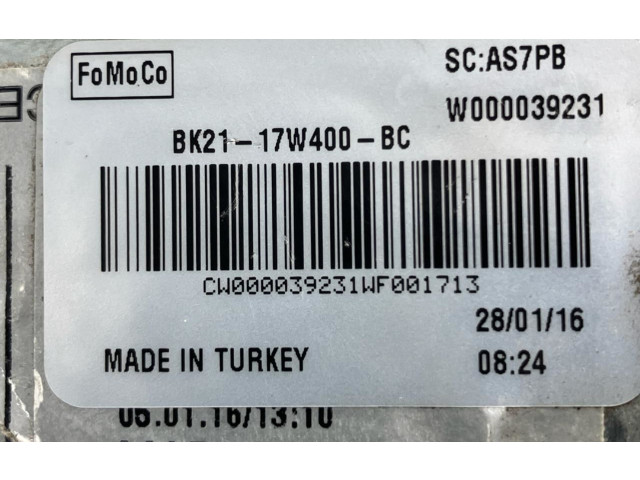 FoMoCo
SC:AS7PB
W000039231
BK21-17W400-BC
CW000039231WF001713
28/01/16
MADE IN TURKEY
08:24
05.01.16/13:10